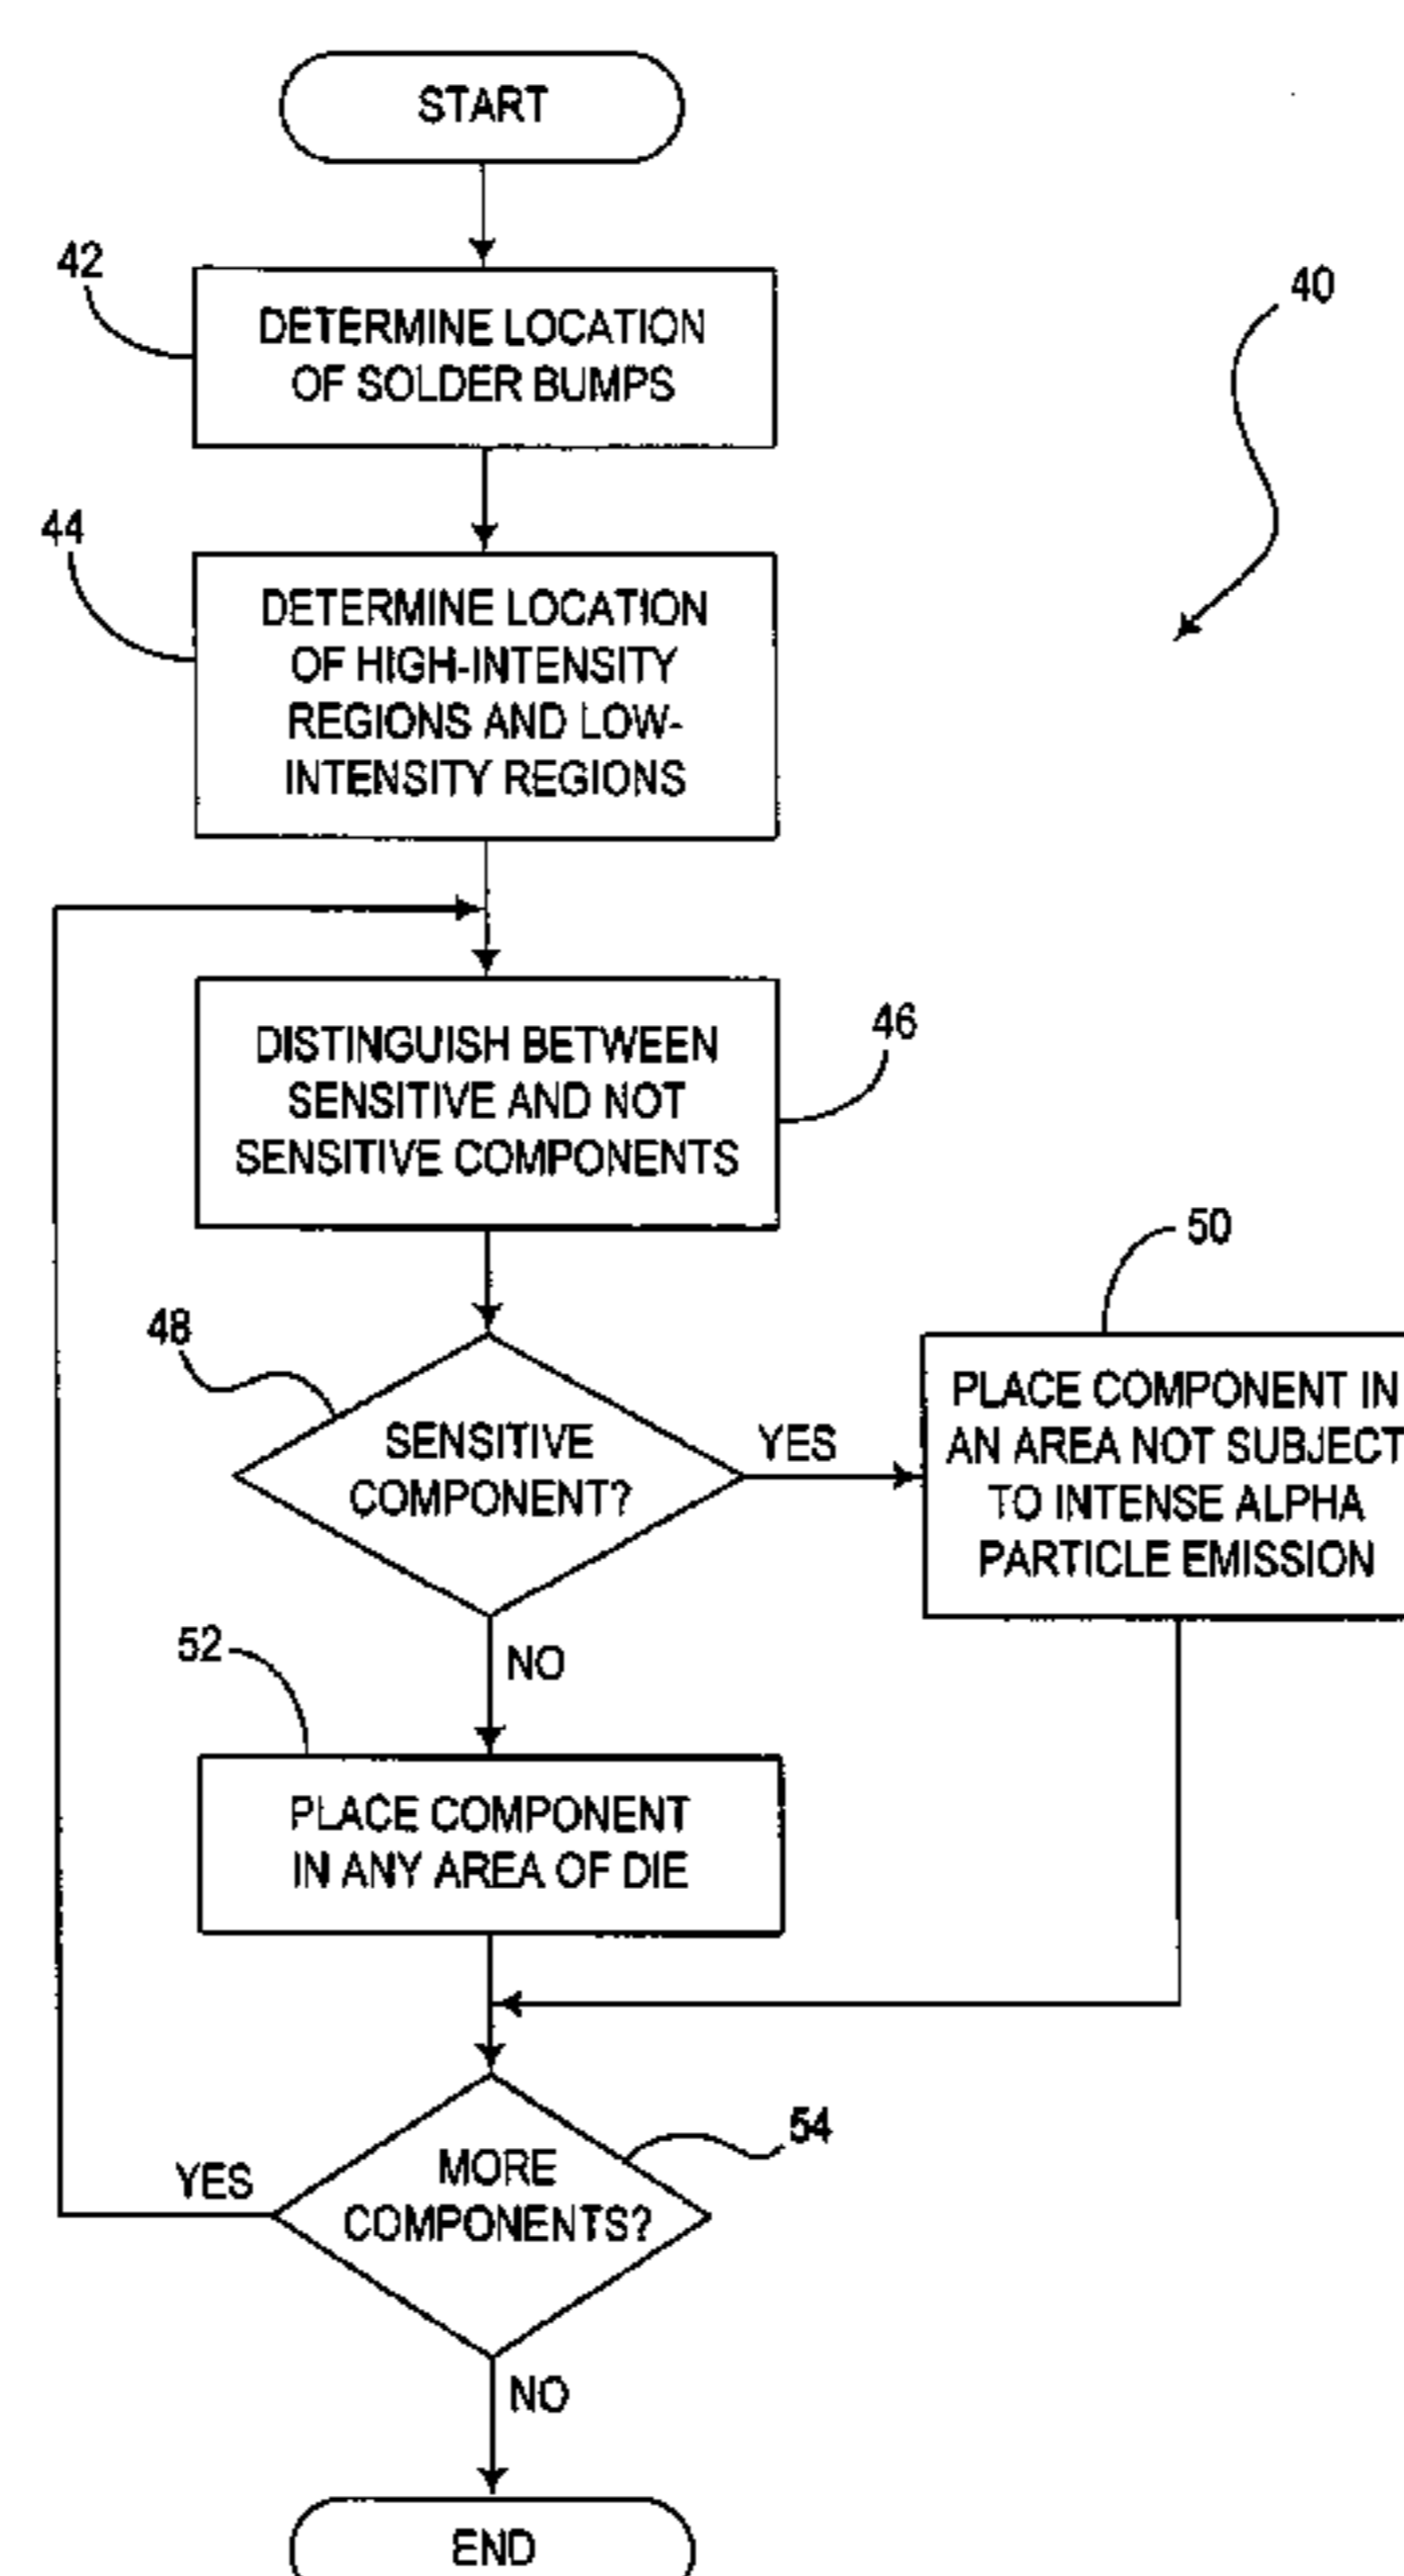 START
42
DETERMINE LOCATION
OF SOLDER BUMPS
40
44
DETERMINE LOCATION
OF HIGH-INTENSITY
REGIONS AND LOW-
INTENSITY REGIONS
46
DISTINGUISH BETWEEN
SENSITIVE AND NOT
SENSITIVE COMPONENTS
48
SENSITIVE
COMPONENT?
YES
50
PLACE COMPONENT IN
AN AREA NOT SUBJECT
TO INTENSE ALPHA
PARTICLE EMISSION
NO
52
PLACE COMPONENT
IN ANY AREA OF DIE
54
MORE
COMPONENTS?
YES
NO
END